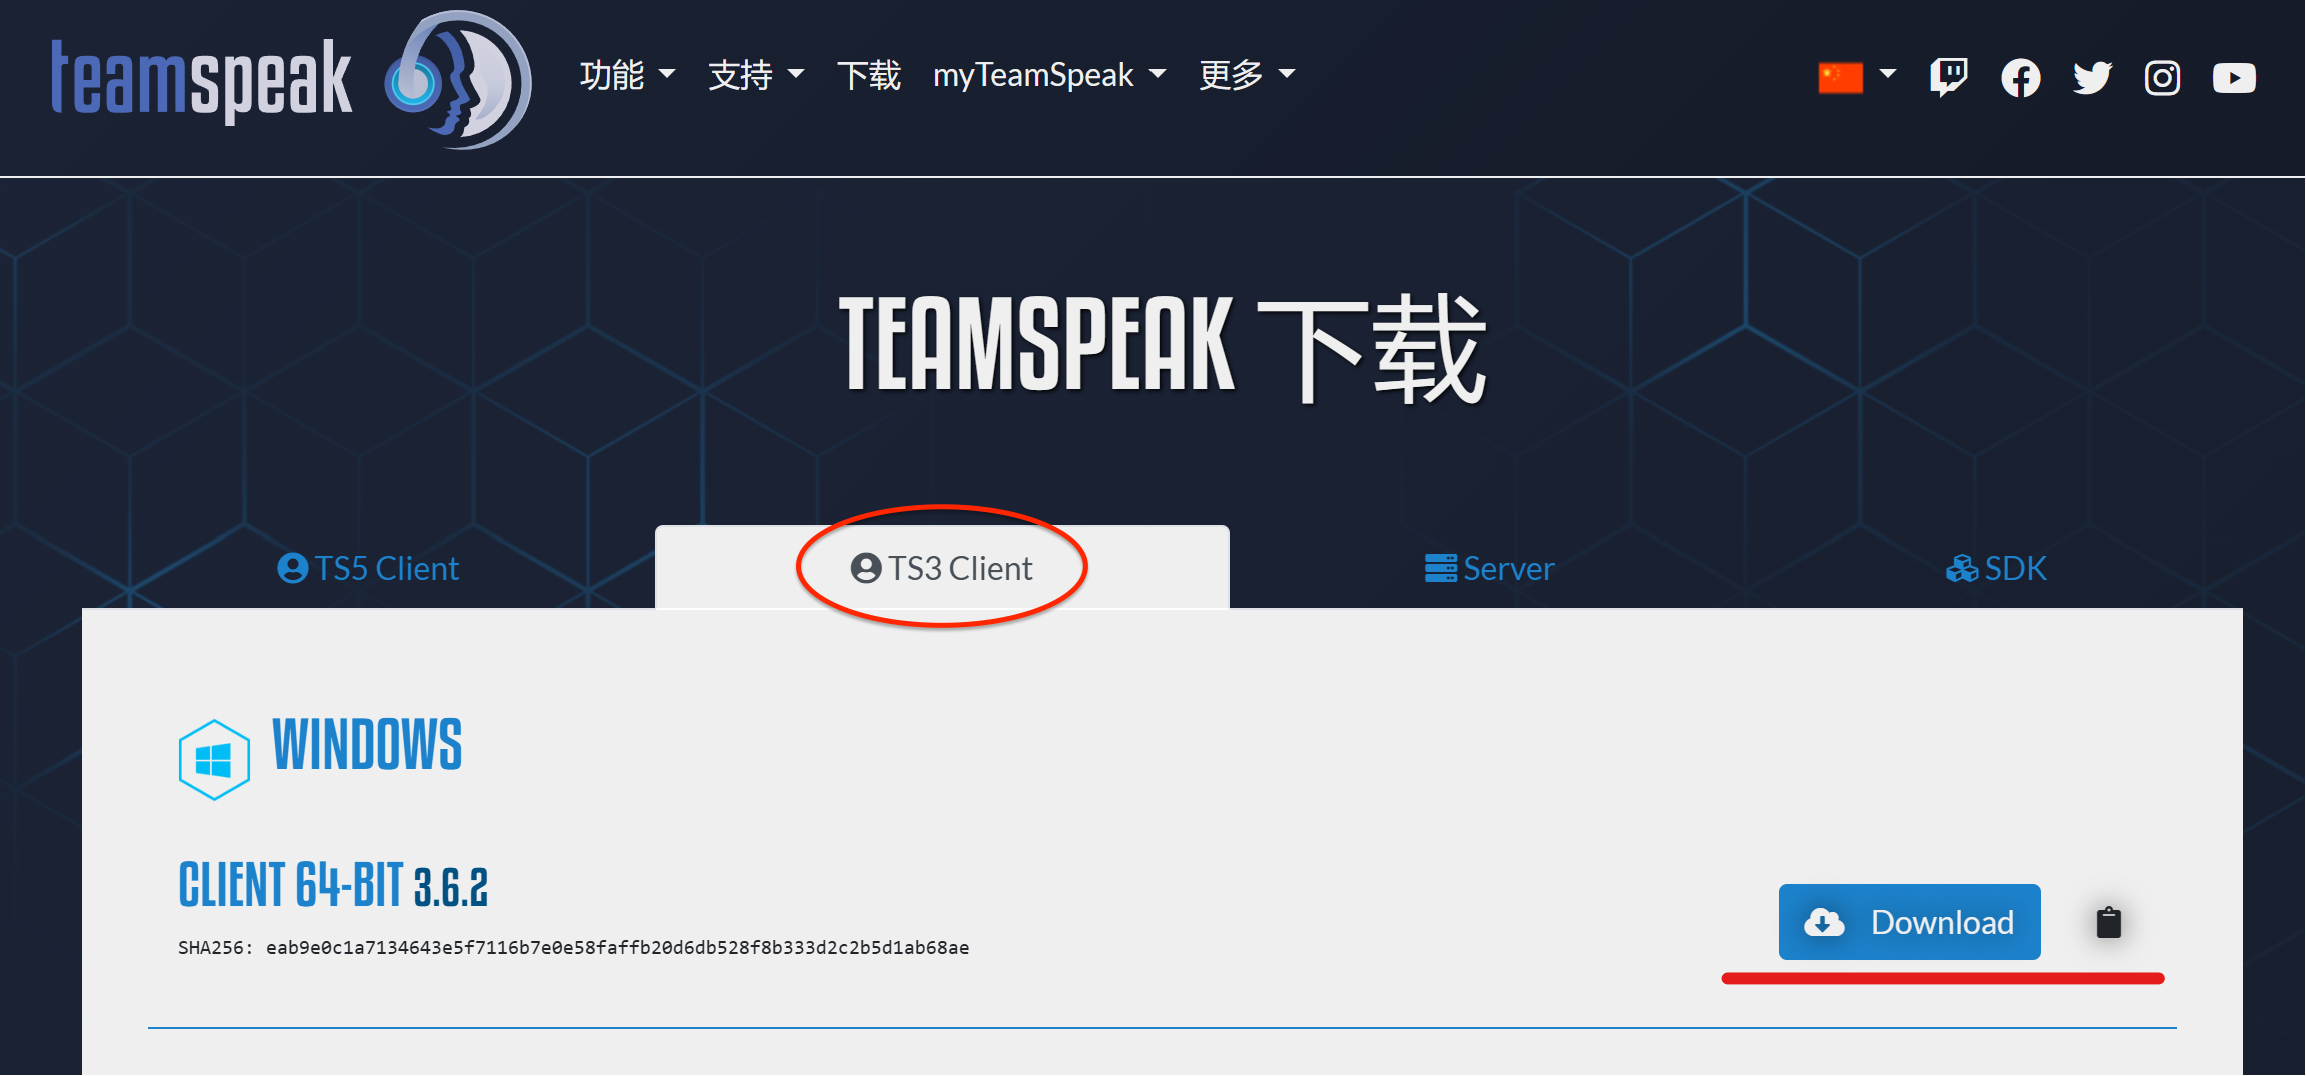 teamspeak
功能 支持 下载 myTeamSpeak 更多
TEAMSPEAK 下载
TS5 Client TS3 Client Server SDK
WINDOWS
CLIENT 64-BIT 3.6.2
SHA256: eab9e0c1a7134643e5f7116b7e0e58faffb20d6db528f8b333d2c2b5d1ab68ae
Download